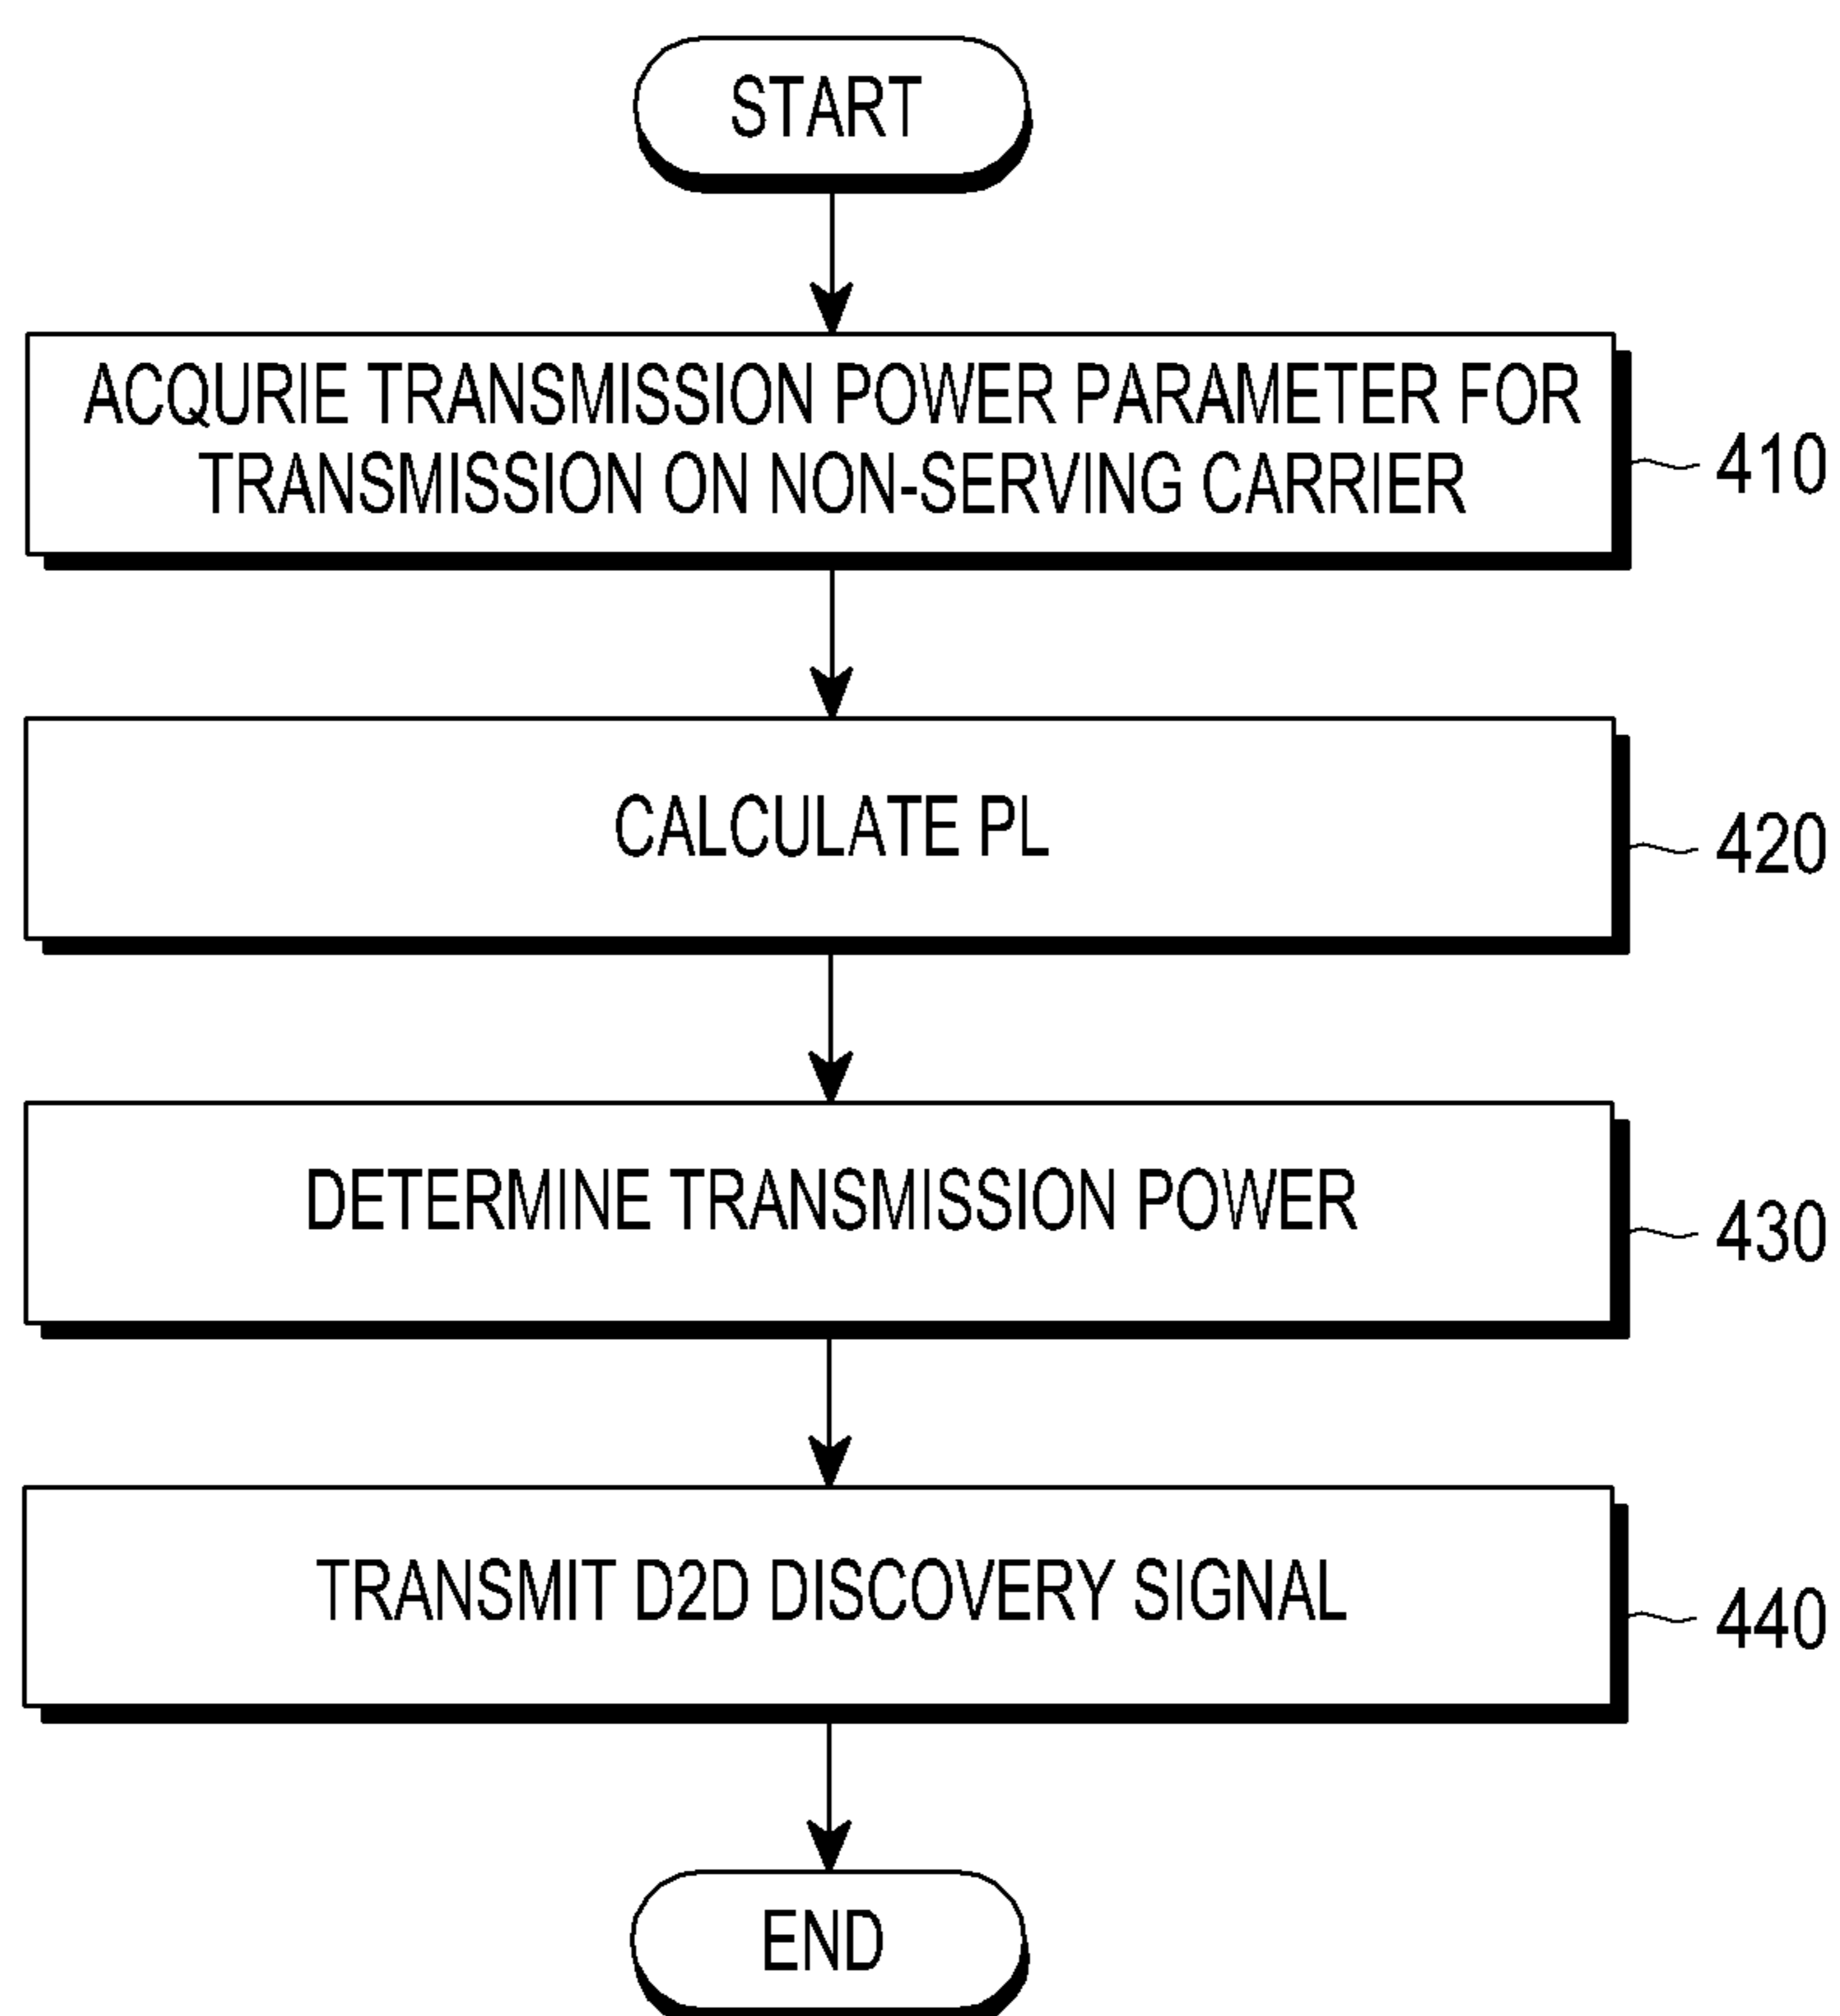 START
ACQURIE TRANSMISSION POWER PARAMETER FOR
TRANSMISSION ON NON-SERVING CARRIER
410
CALCULATE PL
420
DETERMINE TRANSMISSION POWER
430
TRANSMIT D2D DISCOVERY SIGNAL
440
END